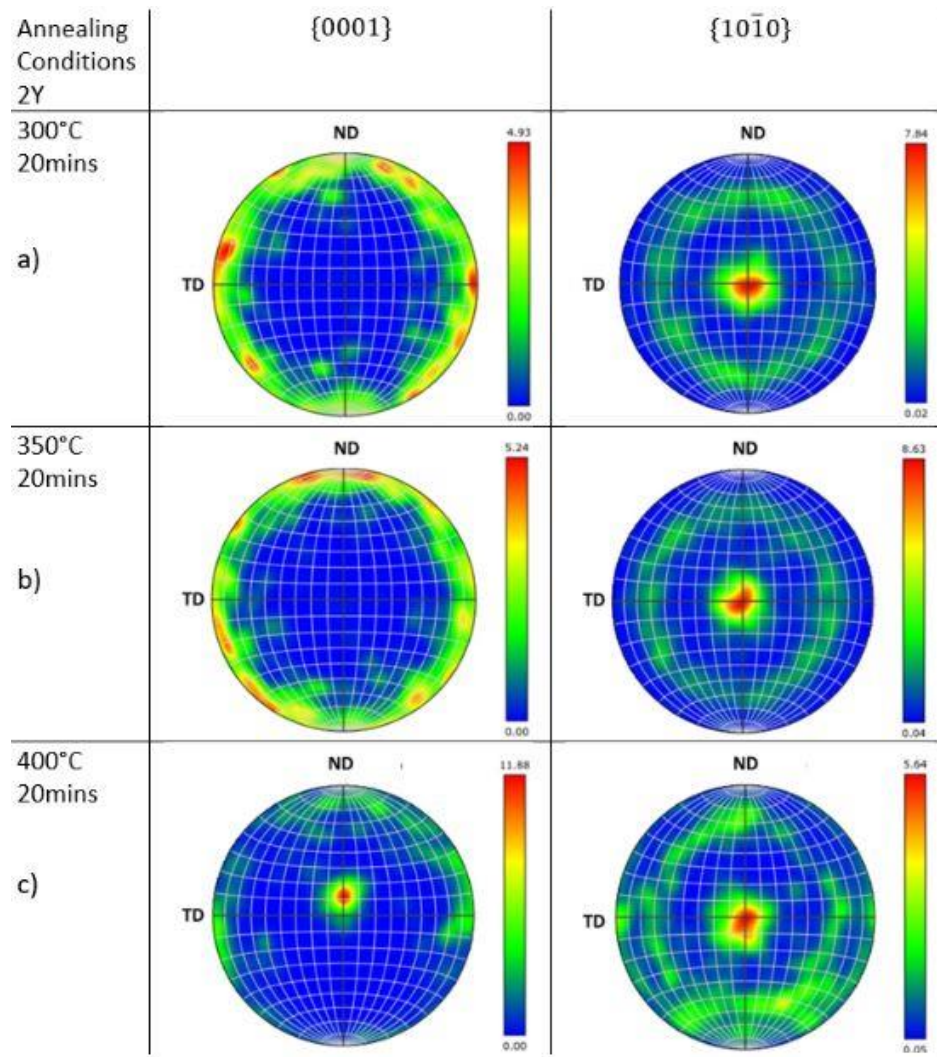 Annealing
Conditions
2Y
{0001}
{101̄0}
300°C
20mins
a)
ND
TD
4.93
0.00
ND
TD
7.84
0.02
350°C
20mins
b)
ND
TD
5.24
0.00
ND
TD
8.63
0.04
400°C
20mins
c)
ND
TD
11.88
0.00
ND
TD
5.64
0.05